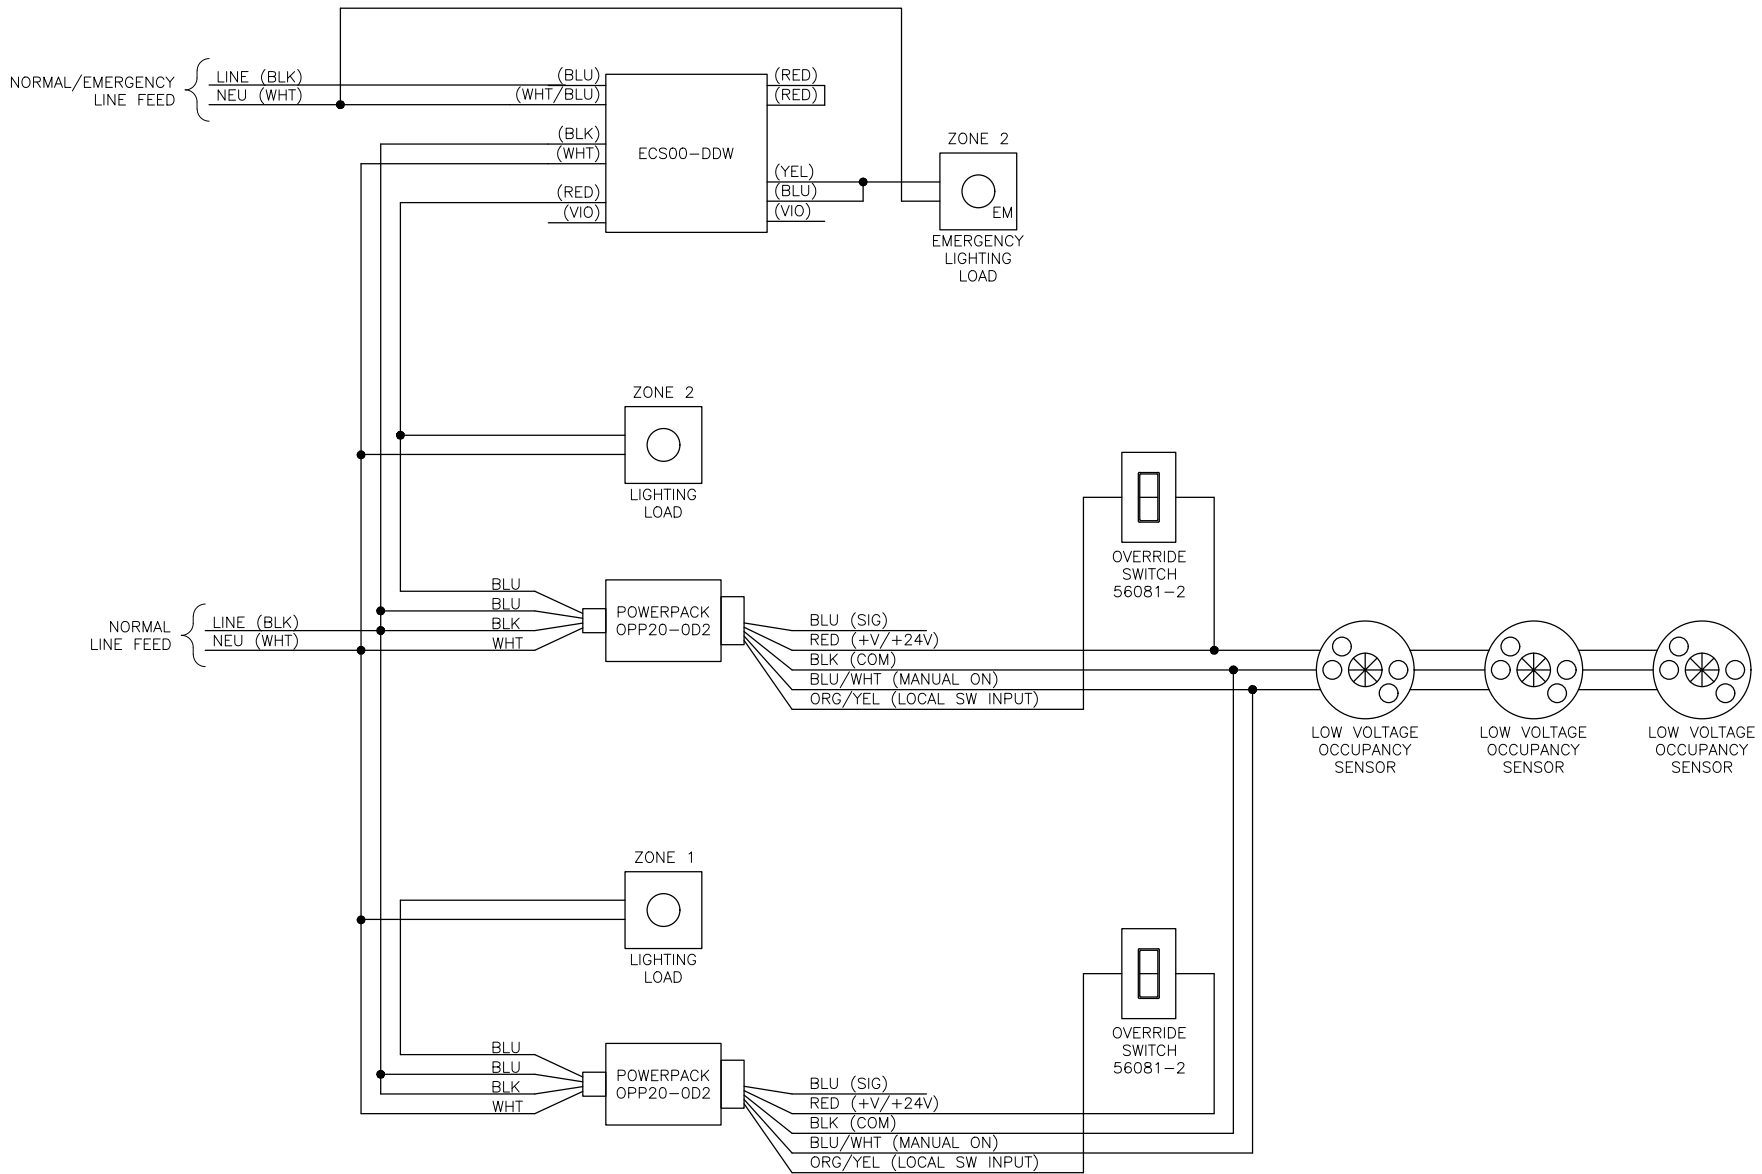 NORMAL/EMERGENCY
LINE FEED
LINE (BLK)
NEU (WHT)
(BLU)
(WHT/BLU)
(BLK)
(WHT)
(RED)
(VIO)
ECS00-DDW
(RED)
(RED)
(YEL)
(BLU)
(VIO)
ZONE 2
EM
EMERGENCY
LIGHTING
LOAD
ZONE 2
LIGHTING
LOAD
NORMAL
LINE FEED
LINE (BLK)
NEU (WHT)
BLU
BLU
BLK
WHT
POWERPACK
OPP20-0D2
BLU (SIG)
RED (+V/+24V)
BLK (COM)
BLU/WHT (MANUAL ON)
ORG/YEL (LOCAL SW INPUT)
OVERRIDE
SWITCH
56081-2
LOW VOLTAGE
OCCUPANCY
SENSOR
LOW VOLTAGE
OCCUPANCY
SENSOR
LOW VOLTAGE
OCCUPANCY
SENSOR
ZONE 1
LIGHTING
LOAD
BLU
BLU
BLK
WHT
POWERPACK
OPP20-0D2
BLU (SIG)
RED (+V/+24V)
BLK (COM)
BLU/WHT (MANUAL ON)
ORG/YEL (LOCAL SW INPUT)
OVERRIDE
SWITCH
56081-2